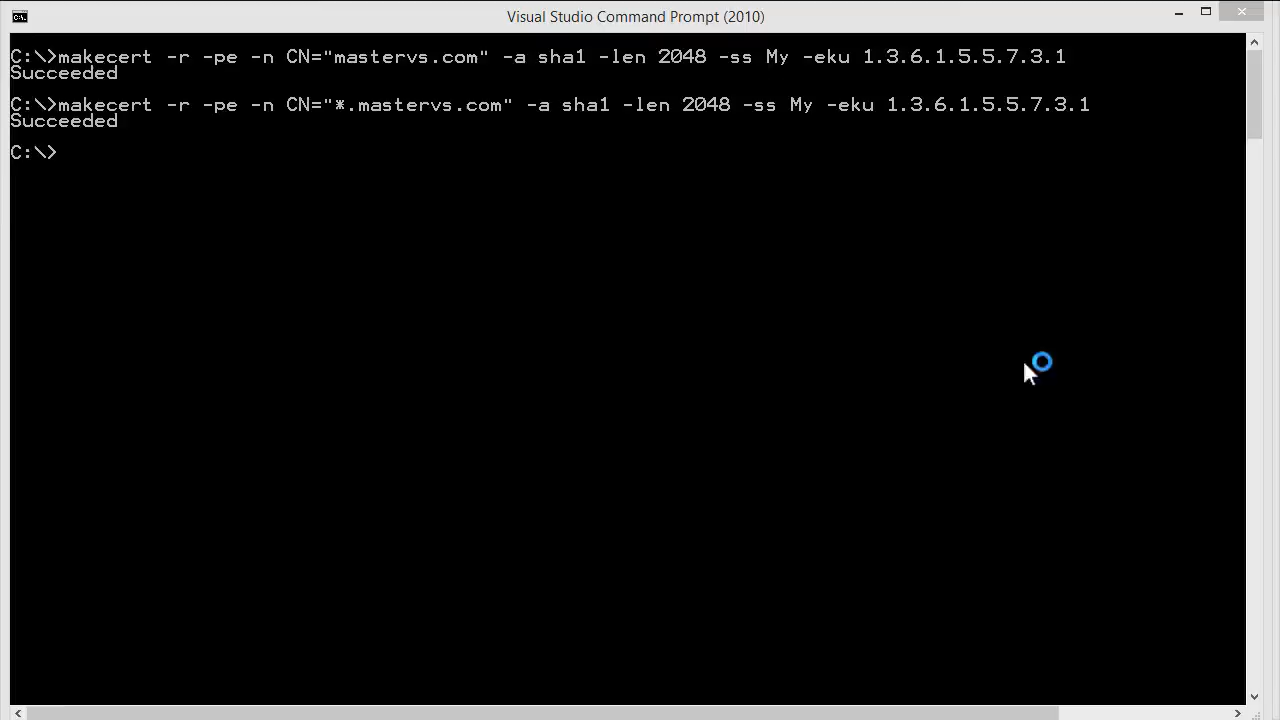 Visual Studio Command Prompt (2010)
C:\>makecert -r -pe -n CN="mastervs.com" -a sha1 -len 2048 -ss My -eku 1.3.6.1.5.5.7.3.1
Succeeded
C:\>makecert -r -pe -n CN="*.mastervs.com" -a sha1 -len 2048 -ss My -eku 1.3.6.1.5.5.7.3.1
Succeeded
C:\>